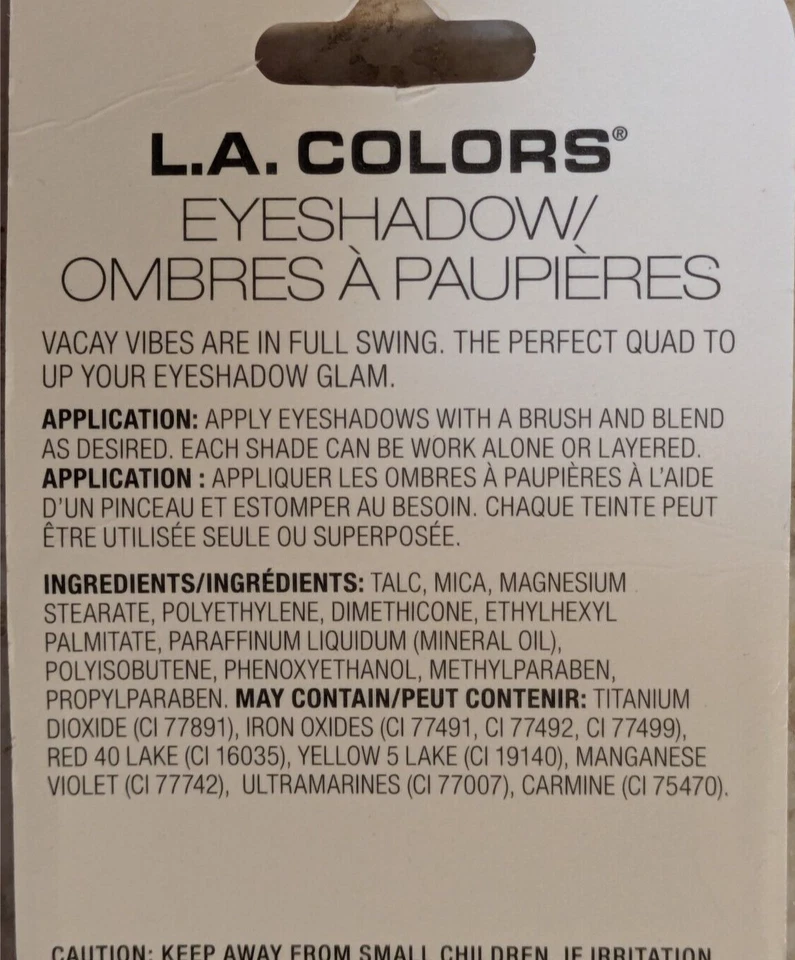 L.A. COLORS®
EYESHADOW/
OMBRES À PAUPIÈRES
VACAY VIBES ARE IN FULL SWING. THE PERFECT QUAD TO
UP YOUR EYESHADOW GLAM.
APPLICATION: APPLY EYESHADOWS WITH A BRUSH AND BLEND
AS DESIRED. EACH SHADE CAN BE WORK ALONE OR LAYERED.
APPLICATION : APPLIQUER LES OMBRES À PAUPIÈRES À L'AIDE
D'UN PINCEAU ET ESTOMPER AU BESOIN. CHAQUE TEINTE PEUT
ÊTRE UTILISÉE SEULE OU SUPERPOSÉE.
INGREDIENTS/INGRÉDIENTS: TALC, MICA, MAGNESIUM
STEARATE, POLYETHYLENE, DIMETHICONE, ETHYLHEXYL
PALMITATE, PARAFFINUM LIQUIDUM (MINERAL OIL),
POLYISOBUTENE, PHENOXYETHANOL, METHYLPARABEN,
PROPYLPARABEN. MAY CONTAIN/PEUT CONTENIR: TITANIUM
DIOXIDE (CI 77891), IRON OXIDES (CI 77491, CI 77492, CI 77499),
RED 40 LAKE (CI 16035), YELLOW 5 LAKE (CI 19140), MANGANESE
VIOLET (CI 77742), ULTRAMARINES (CI 77007), CARMINE (CI 75470).
CAUTION: KEEP AWAY FROM SMALL CHILDREN. IF IRRITATION